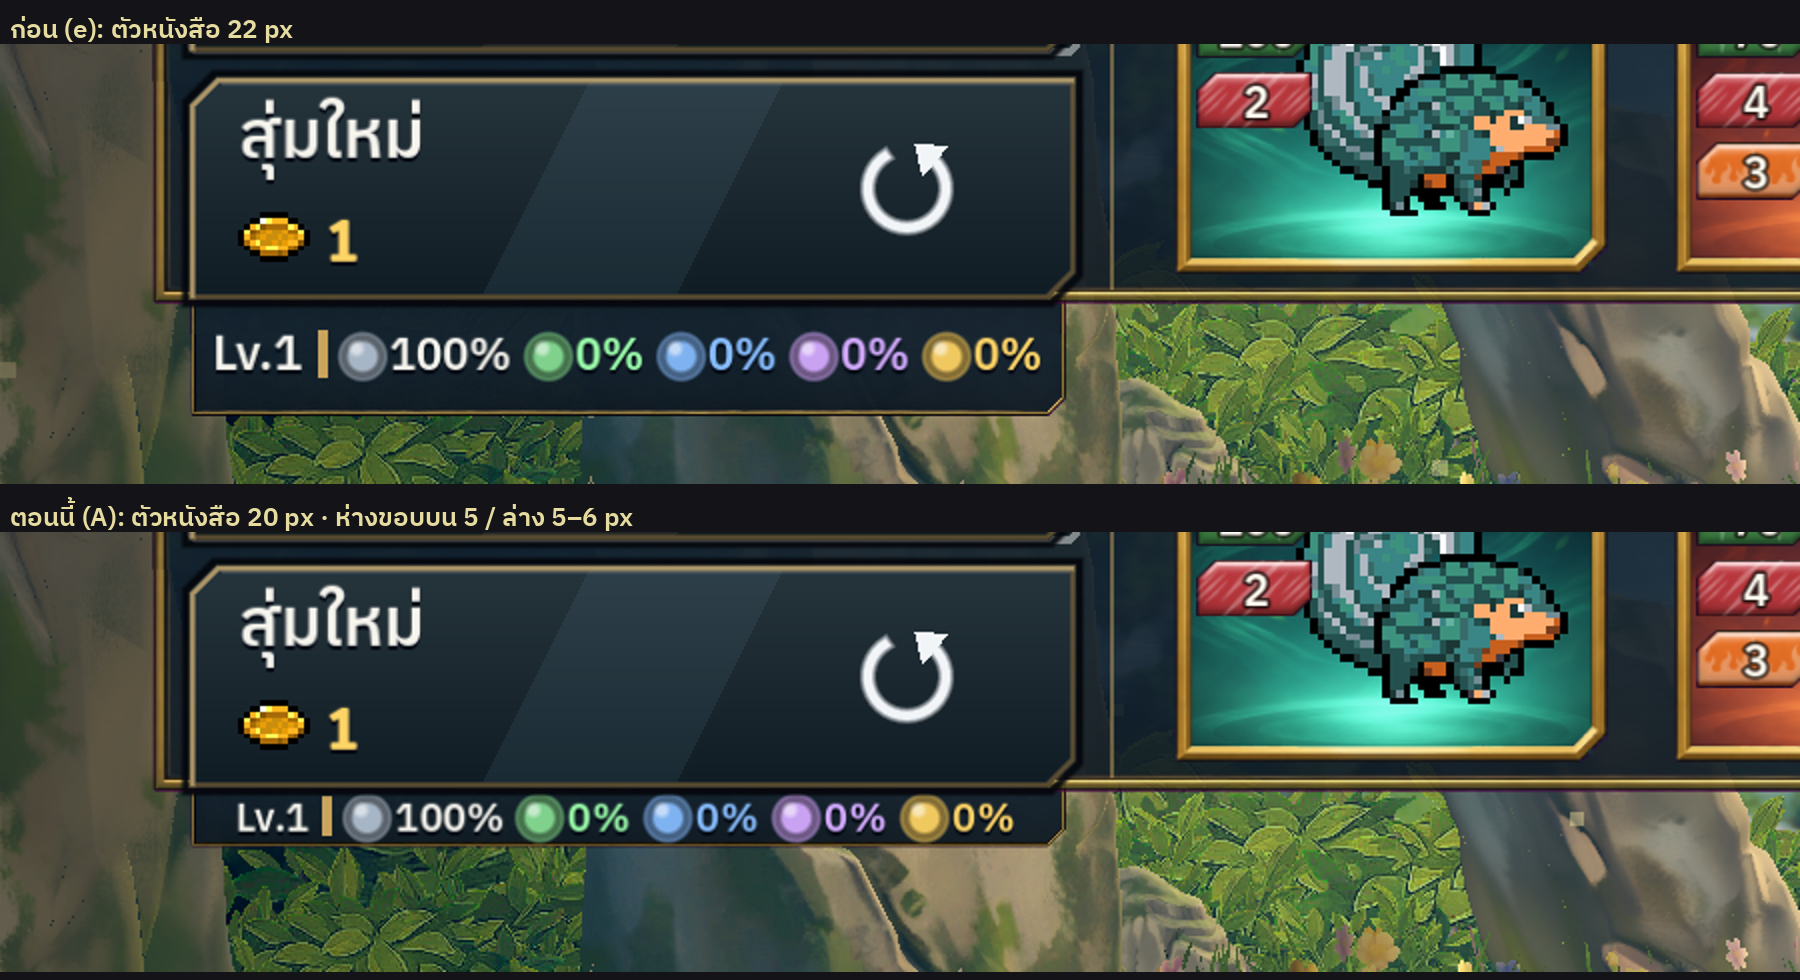 ก่อน (e): ตัวหนังสือ 22 px
สุ่มใหม่
2
4
3
1
Lv.1 100% 0% 0% 0% 0%
ตอนนี้ (A): ตัวหนังสือ 20 px · ห่างขอบบน 5 / ล่าง 5–6 px
สุ่มใหม่
2
4
3
1
Lv.1 100% 0% 0% 0% 0%